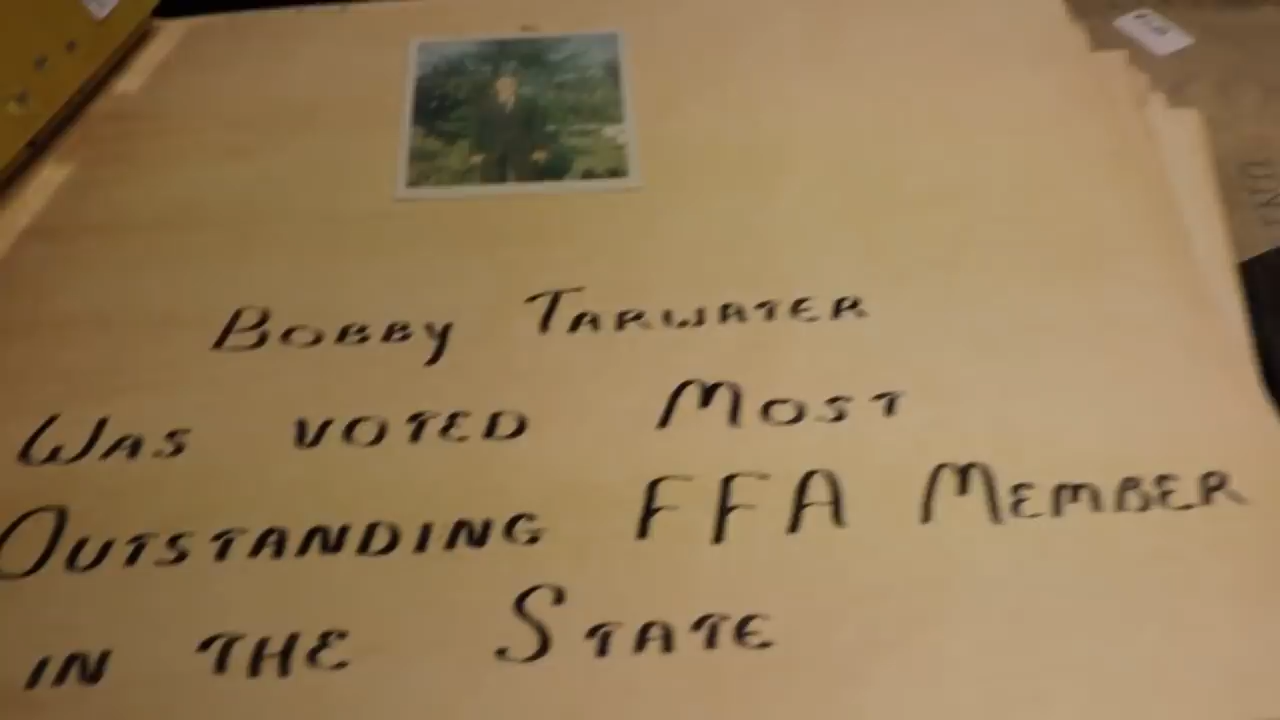 Bobby Tarwater
Was voted Most
Outstanding FFA Member
in the State